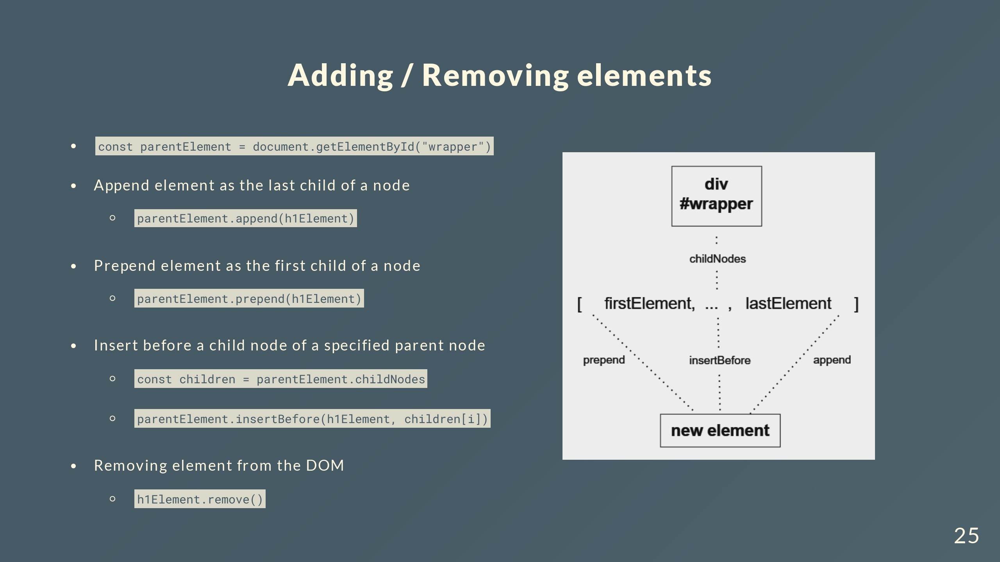 Adding / Removing elements
const parentElement = document.getElementById("wrapper")
Append element as the last child of a node
parentElement.append(h1Element)
Prepend element as the first child of a node
parentElement.prepend(h1Element)
Insert before a child node of a specified parent node
const children = parentElement.childNodes
parentElement.insertBefore(h1Element, children[i])
Removing element from the DOM
h1Element.remove()
div
#wrapper
childNodes
[ firstElement, ... , lastElement ]
prepend insertBefore append
new element
25